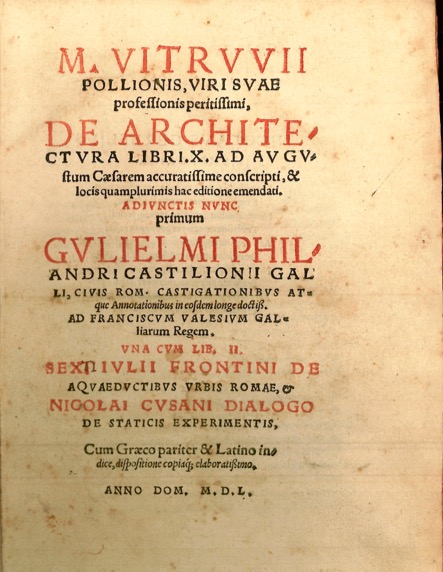 M. VITRVVII
POLLIONIS, VIRI SVAE
professionis peritissimi,
DE ARCHITE-
CTVRA LIBRI.X. AD AVGV-
stum Cæsarem accuratissime conscripti, &
locis quamplurimis hac editione emendati.
ADIVNCTIS NVNC
primum
GVLIELMI PHIL-
ANDRI CASTILIONII GAL
LI, CIVIS ROM. CASTIGATIONIBVS AT-
que Annotationibus in eosdem longe doctiß.
AD FRANCISCVM VALESIVM GAL-
liarum Regem.
VNA CVM LIB. II.
SEXTI IVLII FRONTINI DE
AQVAEDVCTIBVS VRBIS ROMAE, &
NICOLAI CVSANI DIALOGO
DE STATICIS EXPERIMENTIS.
Cum Græco pariter & Latino in-
dice, dispositione copiaq; elaboratißimo.
ANNO DOM. M.D.L.